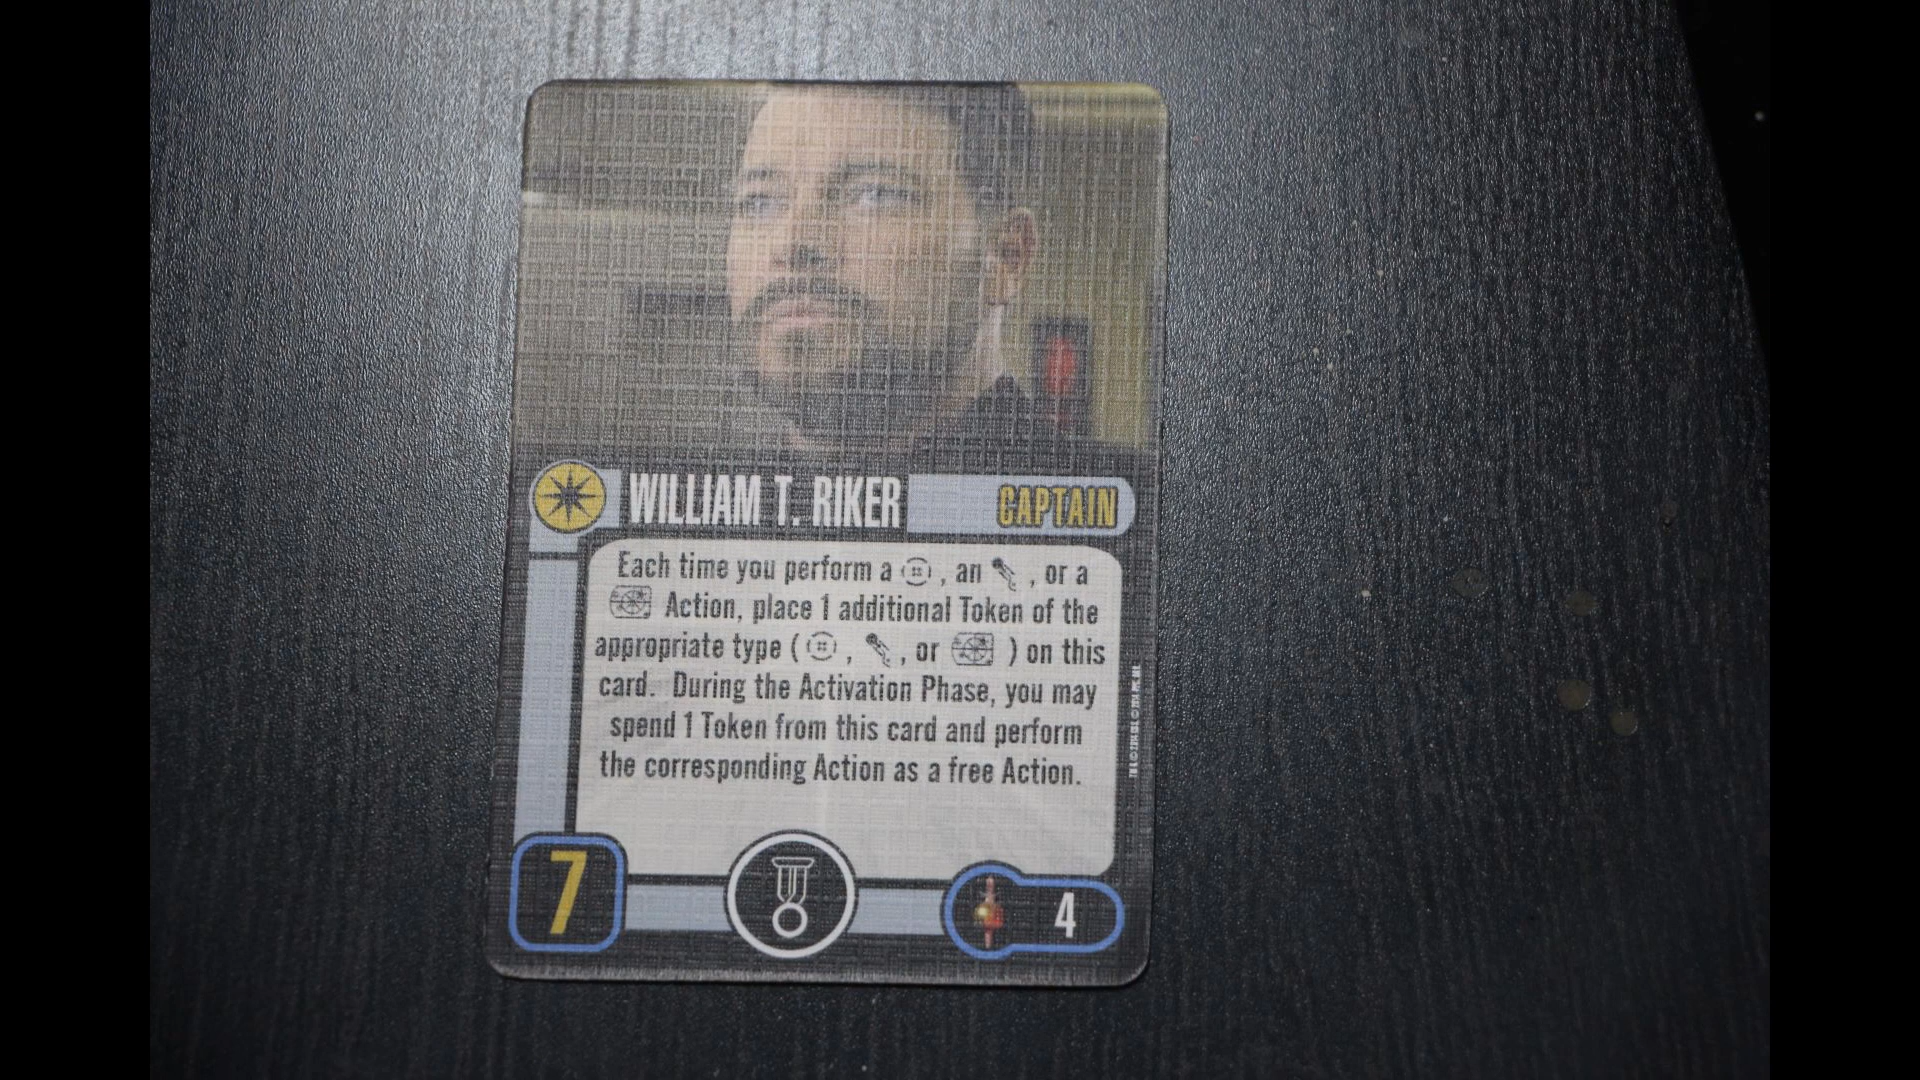 WILLIAM T. RIKER
CAPTAIN
Each time you perform a , an , or a
Action, place 1 additional Token of the
appropriate type ( , , or ) on this
card. During the Activation Phase, you may
spend 1 Token from this card and perform
the corresponding Action as a free Action.
7
4